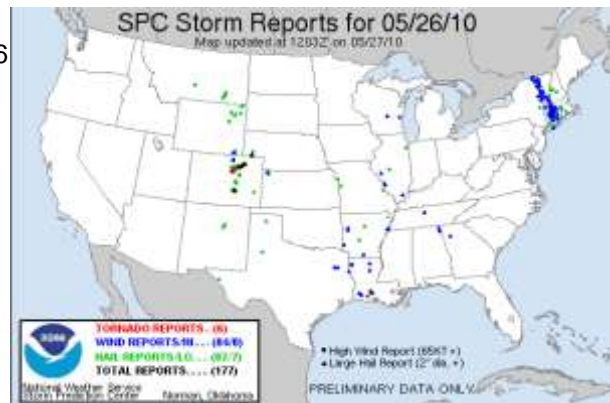 SPC Storm Reports for 05/26/10
Map updated at 1203Z on 05/27/10
6
TORNADO REPORTS.. (6)
WIND REPORTS/HI.... (84/0)
HAIL REPORTS/LG.... (87/7)
TOTAL REPORTS.... (177)
National Weather Service
Storm Prediction Center Norman, Oklahoma
High Wind Report (65KT +)
Large Hail Report (2" dia. +)
PRELIMINARY DATA ONLY